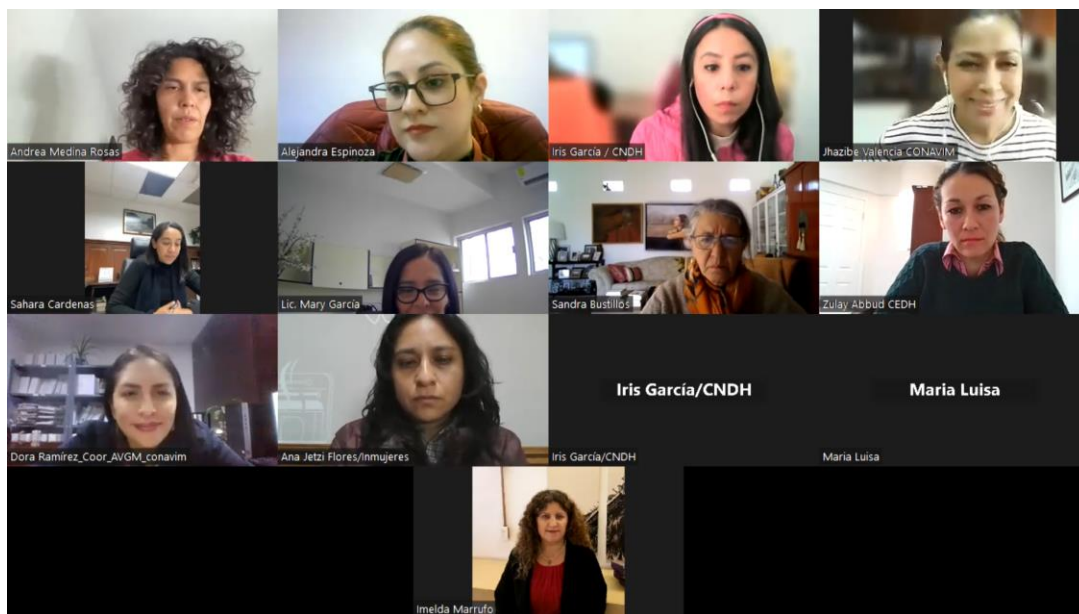 Andrea Medina Rosas
Alejandra Espinoza
Iris García / CNDH
Jhazibe Valencia CONAVIM
Sahara Cardenas
Lic. Mary García
Sandra Bustillos
Zulay Abbud CEDH
Dora Ramírez_Coor_AVGM_conavim
Ana Jetzi Flores/Inmujeres
Iris García/CNDH
Iris García/CNDH
Maria Luisa
Maria Luisa
Imelda Marrufo